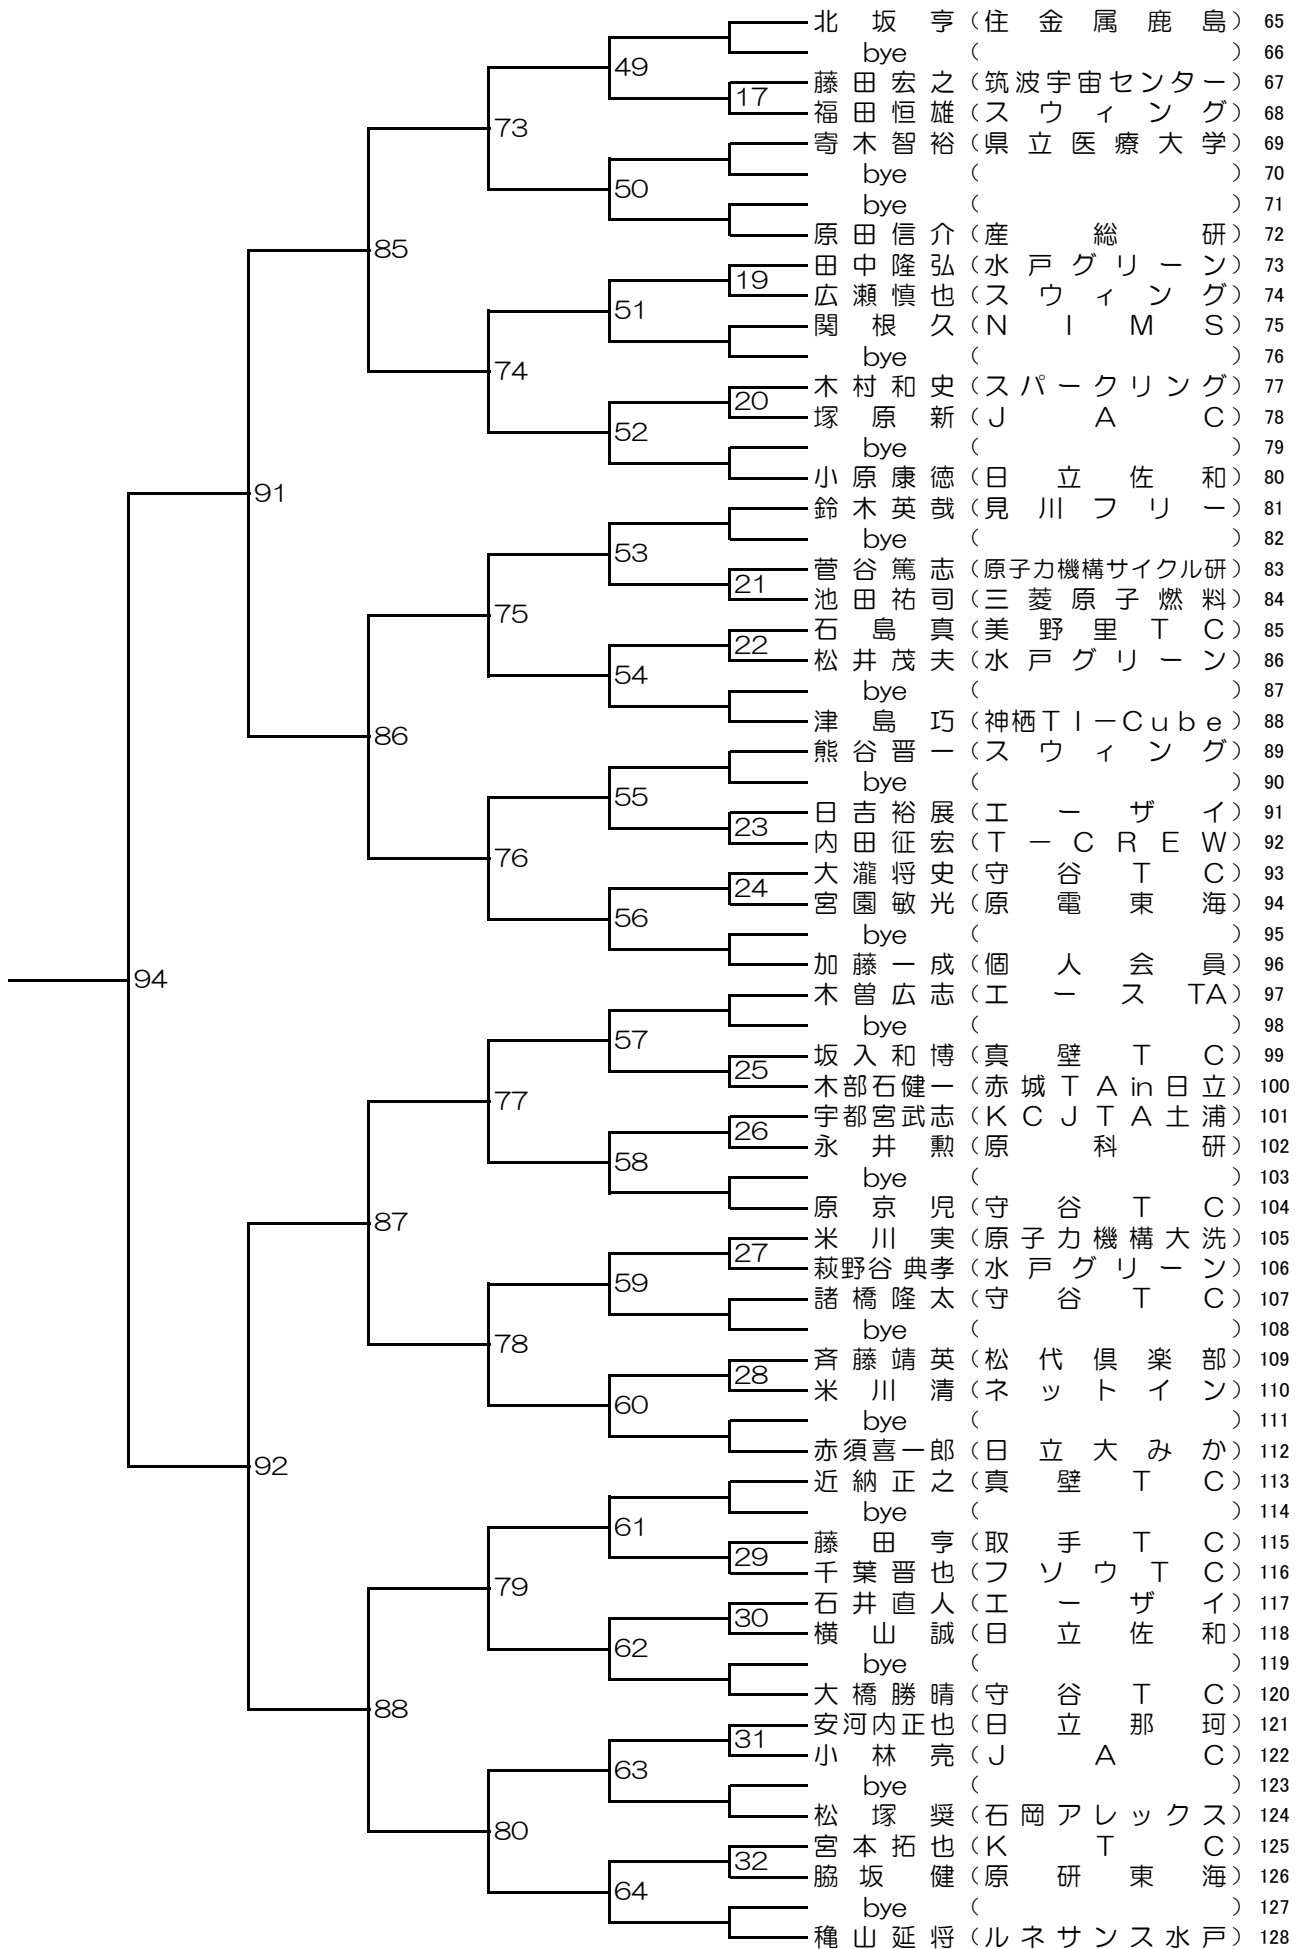 北坂亨（住金属鹿島）65
bye（ ）66
49
藤田宏之（筑波宇宙センター）67
17
福田恒雄（スウィング）68
73
寄木智裕（県立医療大学）69
bye（ ）70
50
bye（ ）71
原田信介（産総研）72
85
田中隆弘（水戸グリーン）73
19
広瀬慎也（スウィング）74
51
関根久（NIMS）75
bye（ ）76
74
木村和史（スパークリング）77
20
塚原新（JAC）78
52
bye（ ）79
小原康徳（日立佐和）80
91
鈴木英哉（見川フリー）81
bye（ ）82
53
菅谷篤志（原子力機構サイクル研）83
21
池田祐司（三菱原子燃料）84
75
石島真（美野里TC）85
22
松井茂夫（水戸グリーン）86
54
bye（ ）87
津島巧（神栖TI－Cube）88
86
熊谷晋一（スウィング）89
bye（ ）90
55
日吉裕展（エーザイ）91
23
内田征宏（T－CREW）92
76
大瀧将史（守谷TC）93
24
宮園敏光（原電東海）94
56
bye（ ）95
加藤一成（個人会員）96
94
木曽広志（エースTA）97
bye（ ）98
57
坂入和博（真壁TC）99
25
木部石健一（赤城TAin日立）100
77
宇都宮武志（KCJTA土浦）101
26
永井勲（原科研）102
58
bye（ ）103
原京児（守谷TC）104
87
米川実（原子力機構大洗）105
27
萩野谷典孝（水戸グリーン）106
59
諸橋隆太（守谷TC）107
bye（ ）108
78
斉藤靖英（松代倶楽部）109
28
米川清（ネットイン）110
60
bye（ ）111
赤須喜一郎（日立大みか）112
92
近納正之（真壁TC）113
bye（ ）114
61
藤田亨（取手TC）115
29
千葉晋也（フソウTC）116
79
石井直人（エーザイ）117
30
横山誠（日立佐和）118
62
bye（ ）119
大橋勝晴（守谷TC）120
88
安河内正也（日立那珂）121
31
小林亮（JAC）122
63
bye（ ）123
松塚奨（石岡アレックス）124
80
宮本拓也（KTC）125
32
脇坂健（原研東海）126
64
bye（ ）127
穐山延将（ルネサンス水戸）128